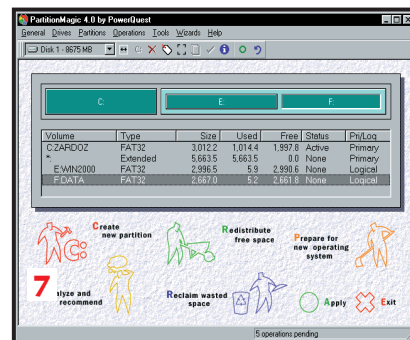 PartitionMagic 4.0 by PowerQuest
General Drives Partitions Operations Tools Wizards Help
Disk 1 - 8675 MB C:
C: E: F:
Volume Type Size Used Free Status Pri/Log
C:ZARDOZ FAT32 3,012.2 1,014.4 1,997.8 Active Primary
*: Extended 5,663.5 5,663.5 0.0 None Primary
E:WIN2000 FAT32 2,996.5 5.9 2,990.6 None Logical
F:DATA FAT32 2,667.0 5.2 2,661.8 None Logical
Create
new partition
C:
Redistribute
free space
Prepare for
new operating
system
7
alyze and
recommend
Reclaim wasted
space
Apply
Exit
5 operations pending